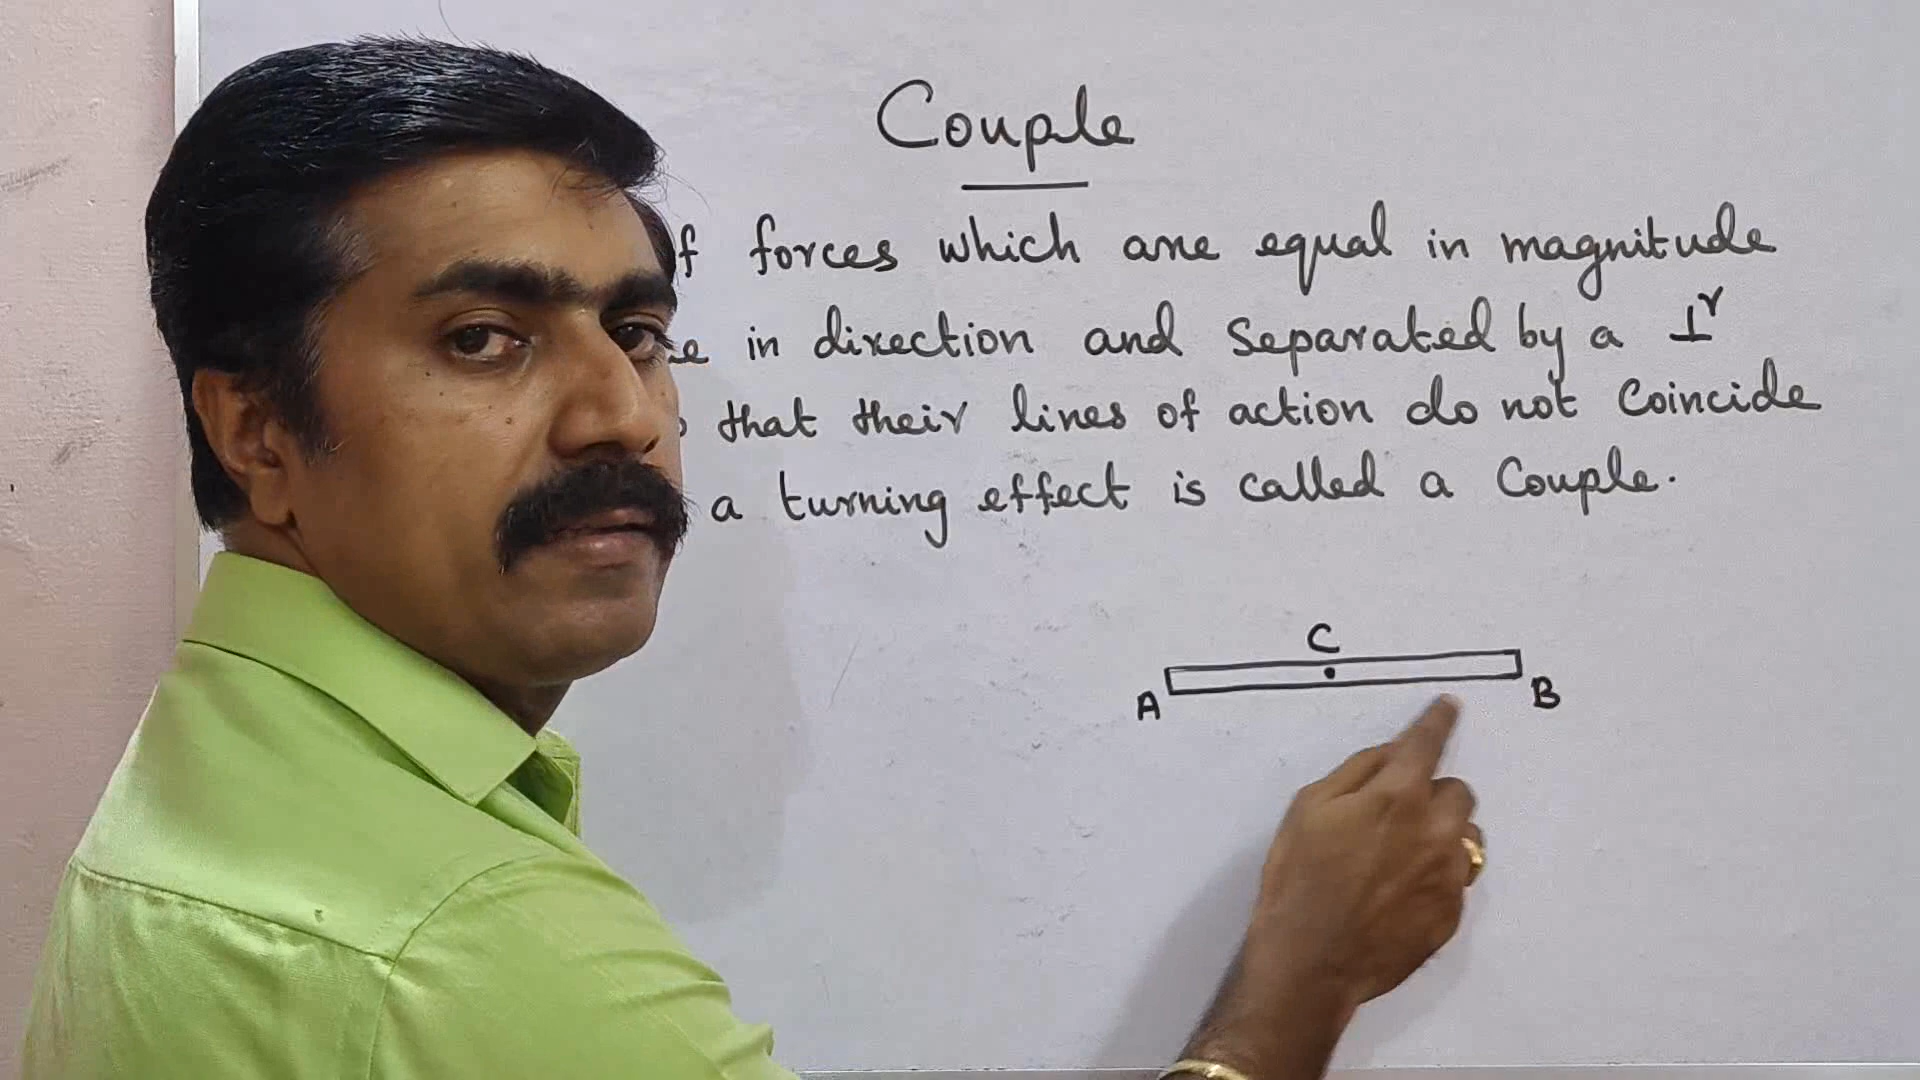 Couple
f forces which are equal in magnitude
e in direction and separated by a ⊥r
that their lines of action do not coincide
a turning effect is called a Couple.
C
A
B